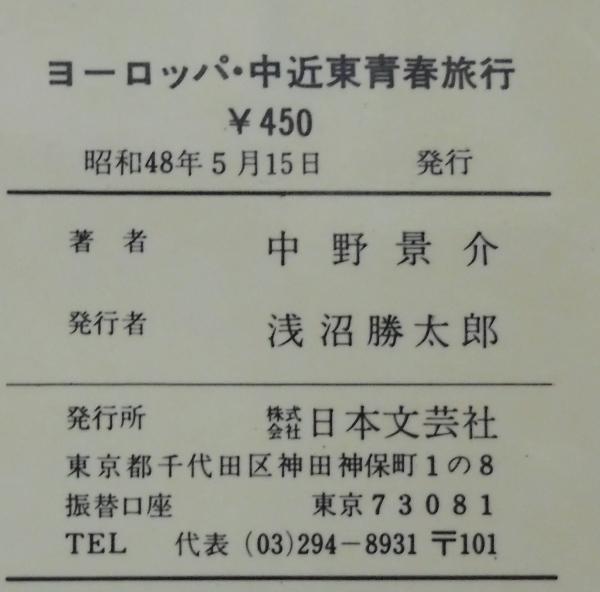 ヨーロッパ・中近東青春旅行
¥450
昭和48年5月15日 発行
著者 中野景介
発行者 浅沼勝太郎
発行所 株式会社日本文芸社
東京都千代田区神田神保町1の8
振替口座 東京73081
TEL 代表(03)294-8931 〒101